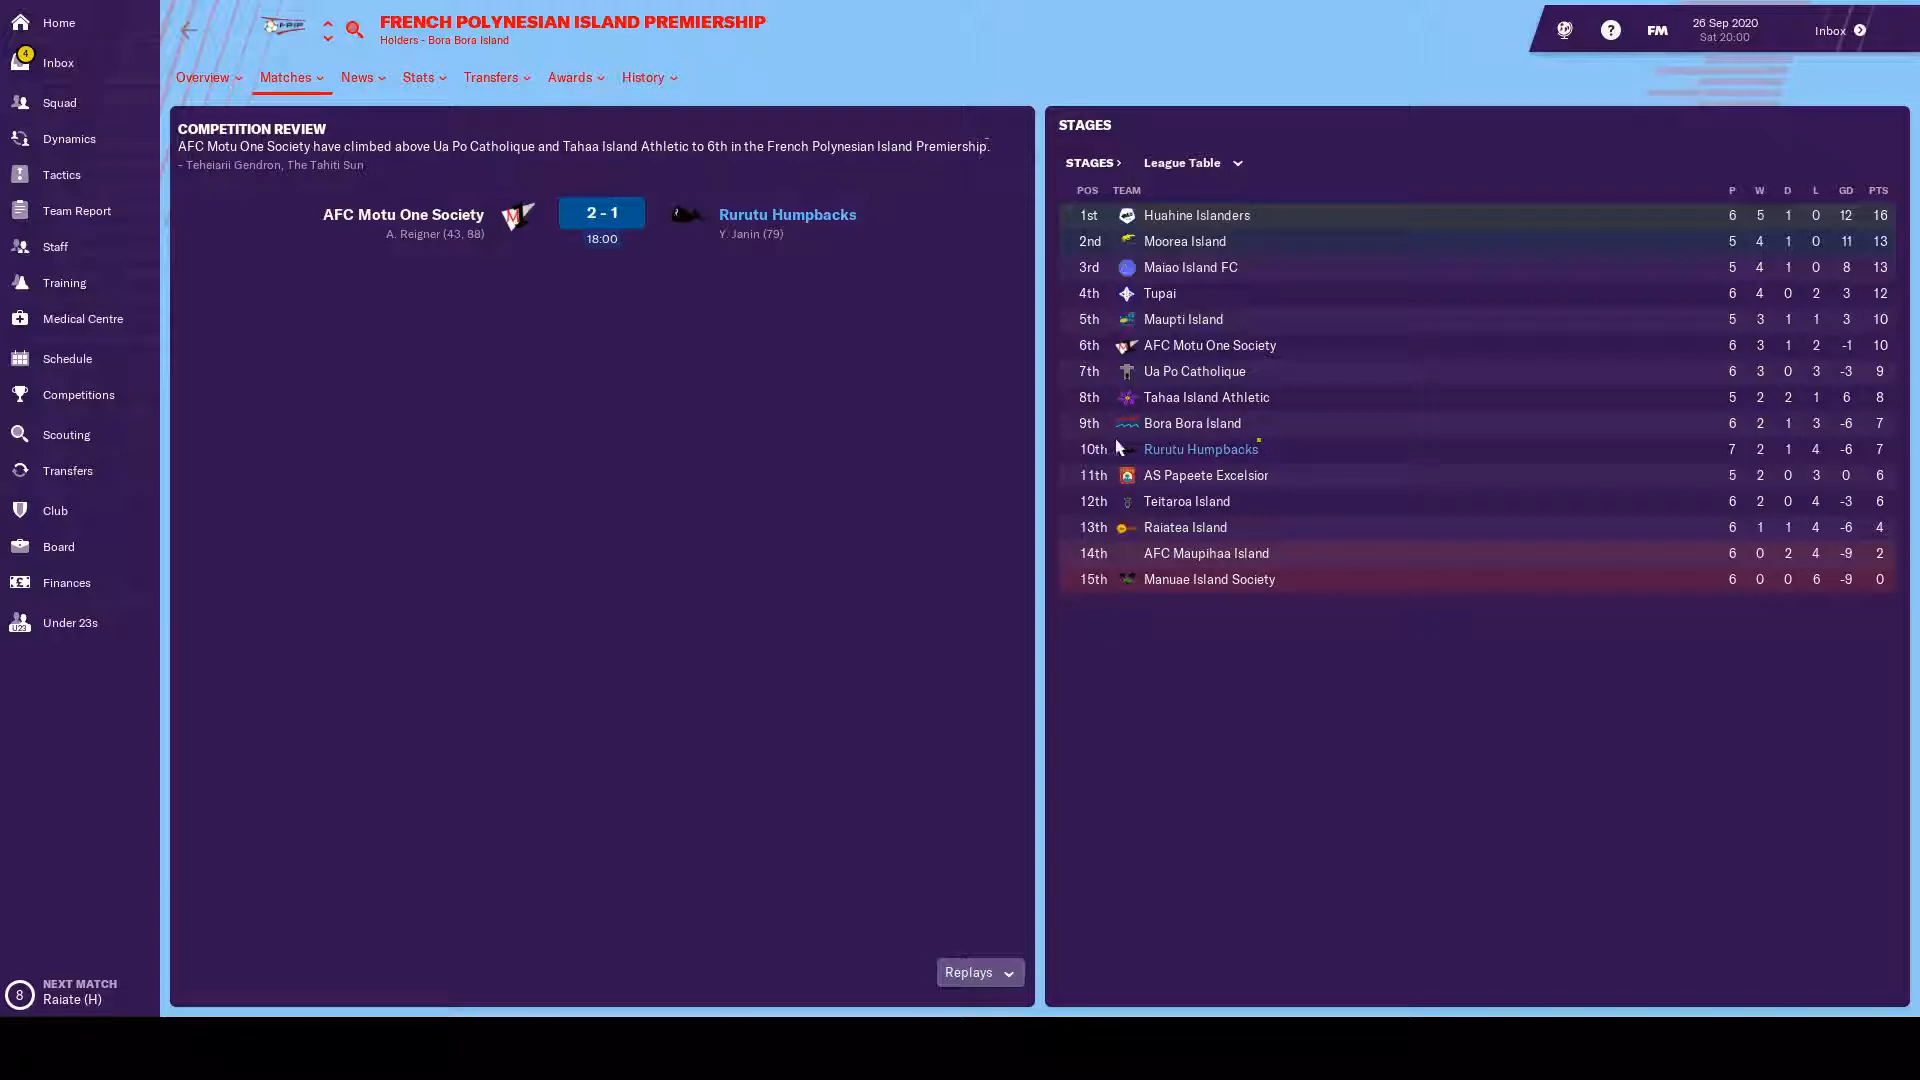 Home
4
Inbox
Squad
Dynamics
Tactics
Team Report
Staff
Training
Medical Centre
Schedule
Competitions
Scouting
Transfers
Club
Board
Finances
U23
Under 23s
8
NEXT MATCH
Raiate (H)
FRENCH POLYNESIAN ISLAND PREMIERSHIP
Holders - Bora Bora Island
FM
26 Sep 2020
Sat 20:00
Inbox
Overview Matches News Stats Transfers Awards History
COMPETITION REVIEW
AFC Motu One Society have climbed above Ua Po Catholique and Tahaa Island Athletic to 6th in the French Polynesian Island Premiership.
- Teheiarii Gendron, The Tahiti Sun
AFC Motu One Society 2 - 1 Rurutu Humpbacks
A. Reigner (43, 88) 18:00 Y. Janin (79)
Replays
STAGES
STAGES› League Table
POS TEAM P W D L GD PTS
1st Huahine Islanders 6 5 1 0 12 16
2nd Moorea Island 5 4 1 0 11 13
3rd Maiao Island FC 5 4 1 0 8 13
4th Tupai 6 4 0 2 3 12
5th Maupti Island 5 3 1 1 3 10
6th AFC Motu One Society 6 3 1 2 -1 10
7th Ua Po Catholique 6 3 0 3 -3 9
8th Tahaa Island Athletic 5 2 2 1 6 8
9th Bora Bora Island 6 2 1 3 -6 7
10th Rurutu Humpbacks 7 2 1 4 -6 7
11th AS Papeete Excelsior 5 2 0 3 0 6
12th Teitaroa Island 6 2 0 4 -3 6
13th Raiatea Island 6 1 1 4 -6 4
14th AFC Maupihaa Island 6 0 2 4 -9 2
15th Manuae Island Society 6 0 0 6 -9 0